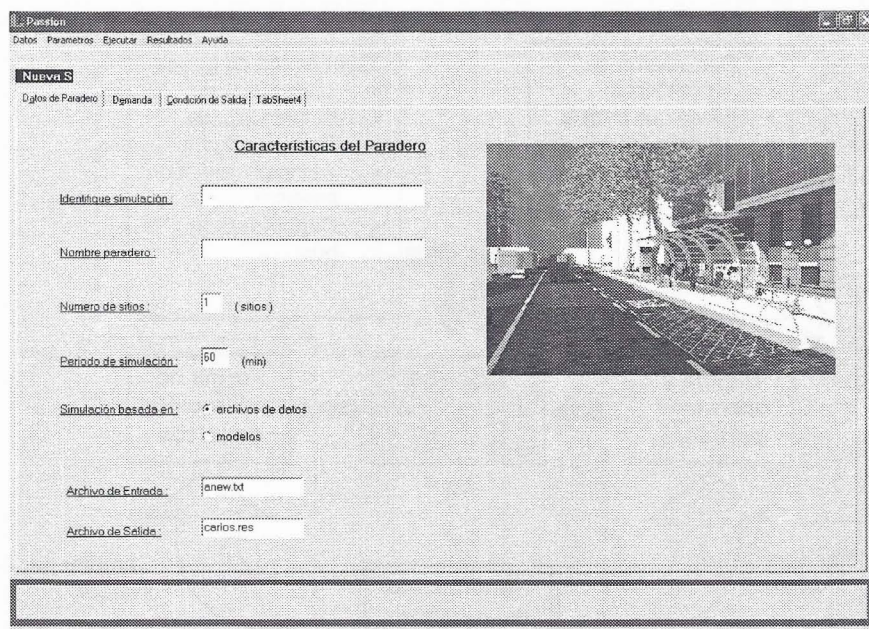 Passion
Datos Parametros Ejecutar Resultados Ayuda
Nueva S
Datos de Paradero Demanda Condición de Salida TabSheet4
Características del Paradero
Identifique simulación :
Nombre paradero :
Numero de sitios : 1 ( sitios )
Periodo de simulación : 60 (min)
Simulación basada en : archivos de datos
modelos
Archivo de Entrada : anew.txt
Archivo de Salida : carlos.res